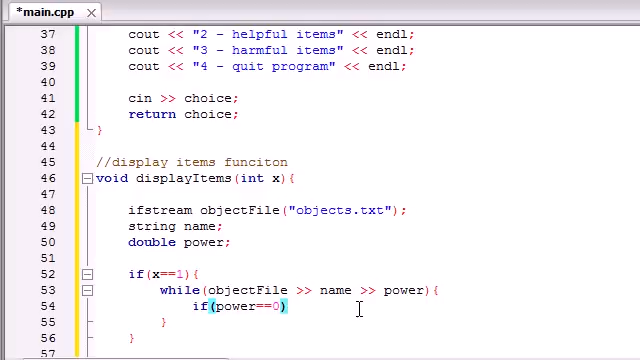 *main.cpp
37 cout << "2 - helpful items" << endl;
38 cout << "3 - harmful items" << endl;
39 cout << "4 - quit program" << endl;
40
41 cin >> choice;
42 return choice;
43 }
44
45 //display items funciton
46 void displayItems(int x){
47
48 ifstream objectFile("objects.txt");
49 string name;
50 double power;
51
52 if(x==1){
53 while(objectFile >> name >> power){
54 if(power==0)
55 }
56 }
57